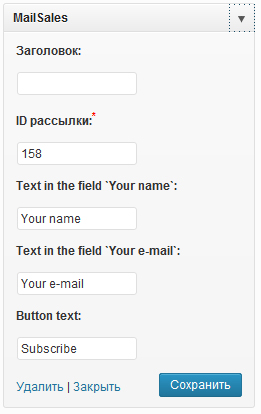 MailSales
Заголовок:
ID рассылки:*
158
Text in the field `Your name`:
Your name
Text in the field `Your e-mail`:
Your e-mail
Button text:
Subscribe
Удалить | Закрыть
Сохранить